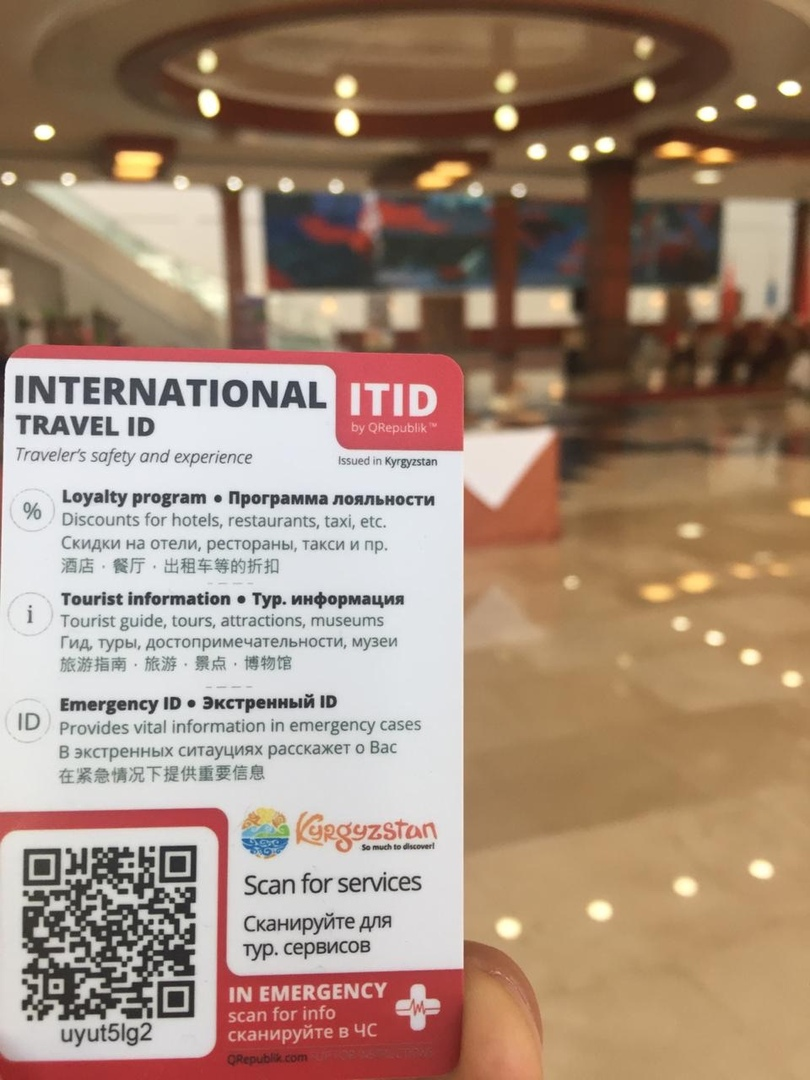 INTERNATIONAL
TRAVEL ID
Traveler's safety and experience
ITID
by QRepublik™
Issued in Kyrgyzstan
%
Loyalty program ● Программа лояльности
Discounts for hotels, restaurants, taxi, etc.
Скидки на отели, рестораны, такси и пр.
酒店 · 餐厅 · 出租车等的折扣
i
Tourist information ● Тур. информация
Tourist guide, tours, attractions, museums
Гид, туры, достопримечательности, музеи
旅游指南 · 旅游 · 景点 · 博物馆
ID
Emergency ID ● Экстренный ID
Provides vital information in emergency cases
В экстренных ситауциях расскажет о Вас
在紧急情况下提供重要信息
uyut5lg2
Kyrgyzstan
So much to discover!
Scan for services
Сканируйте для
тур. сервисов
IN EMERGENCY
scan for info
сканируйте в ЧС
QRepublik.com